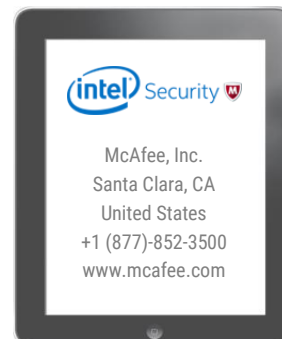 intel Security
McAfee, Inc.
Santa Clara, CA
United States
+1 (877)-852-3500
www.mcafee.com